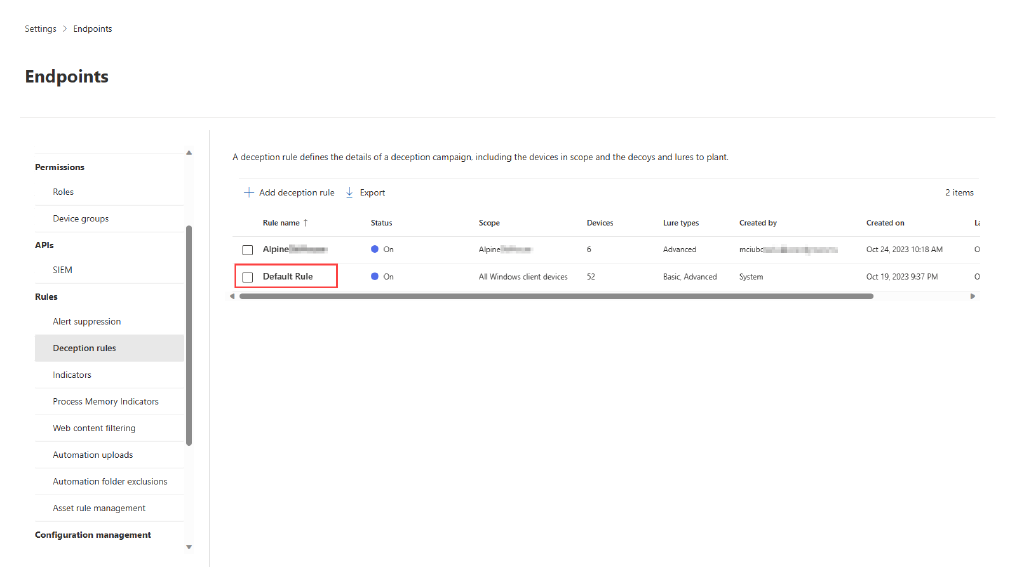 Settings > Endpoints
Endpoints
Permissions
Roles
Device groups
APIs
SIEM
Rules
Alert suppression
Deception rules
Indicators
Process Memory Indicators
Web content filtering
Automation uploads
Automation folder exclusions
Asset rule management
Configuration management
A deception rule defines the details of a deception campaign, including the devices in scope and the decoys and lures to plant.
+ Add deception rule ↓ Export 2 items
Rule name ↑ Status Scope Devices Lure types Created by Created on
Alpine On Alpine 6 Advanced Oct 24, 2023 10:18 AM
Default Rule On All Windows client devices 52 Basic, Advanced System Oct 19, 2023 9:37 PM